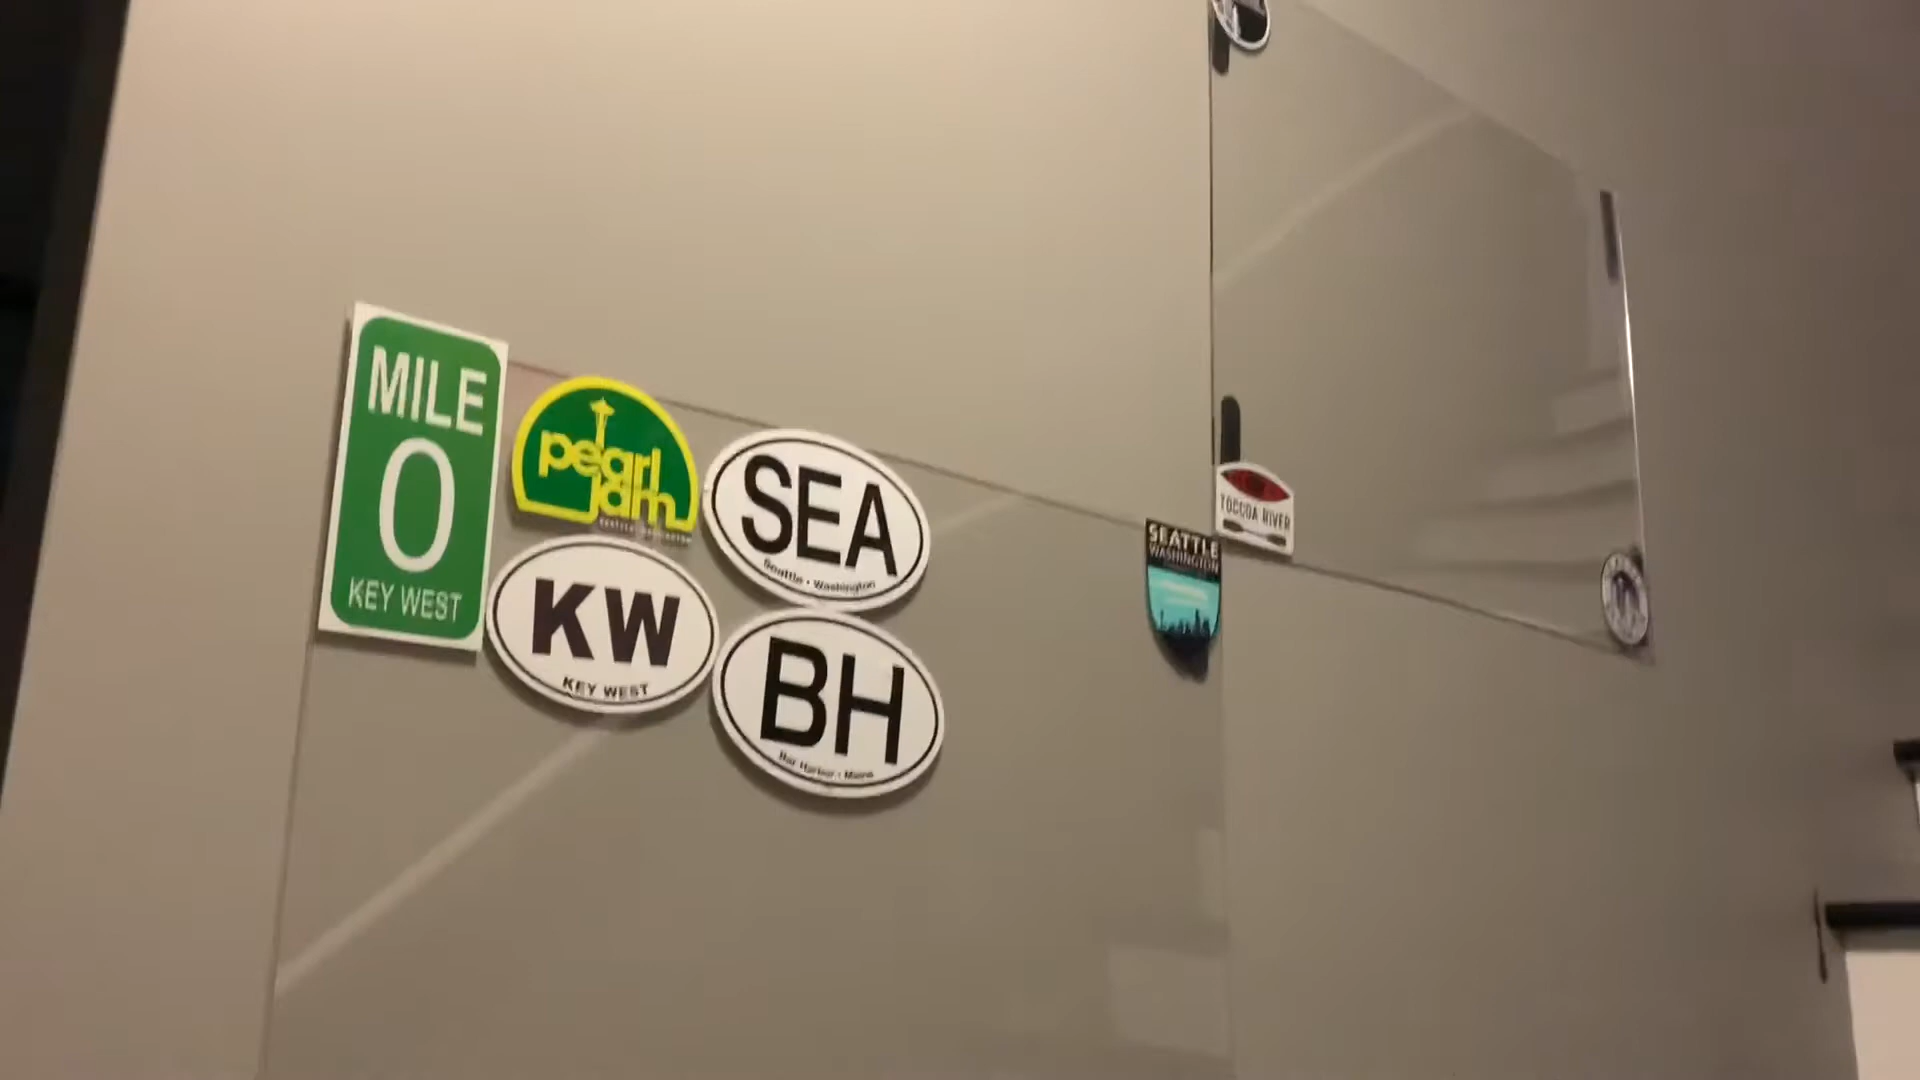 MILE
0
KEY WEST
pearl
jam
SEA
Seattle • Washington
KW
KEY WEST
BH
Bar Harbor • Maine
SEATTLE
WASHINGTON
TOCCOA RIVER